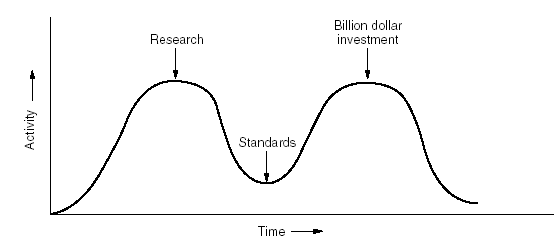 Billion dollar
investment
Research
Standards
Activity
Time